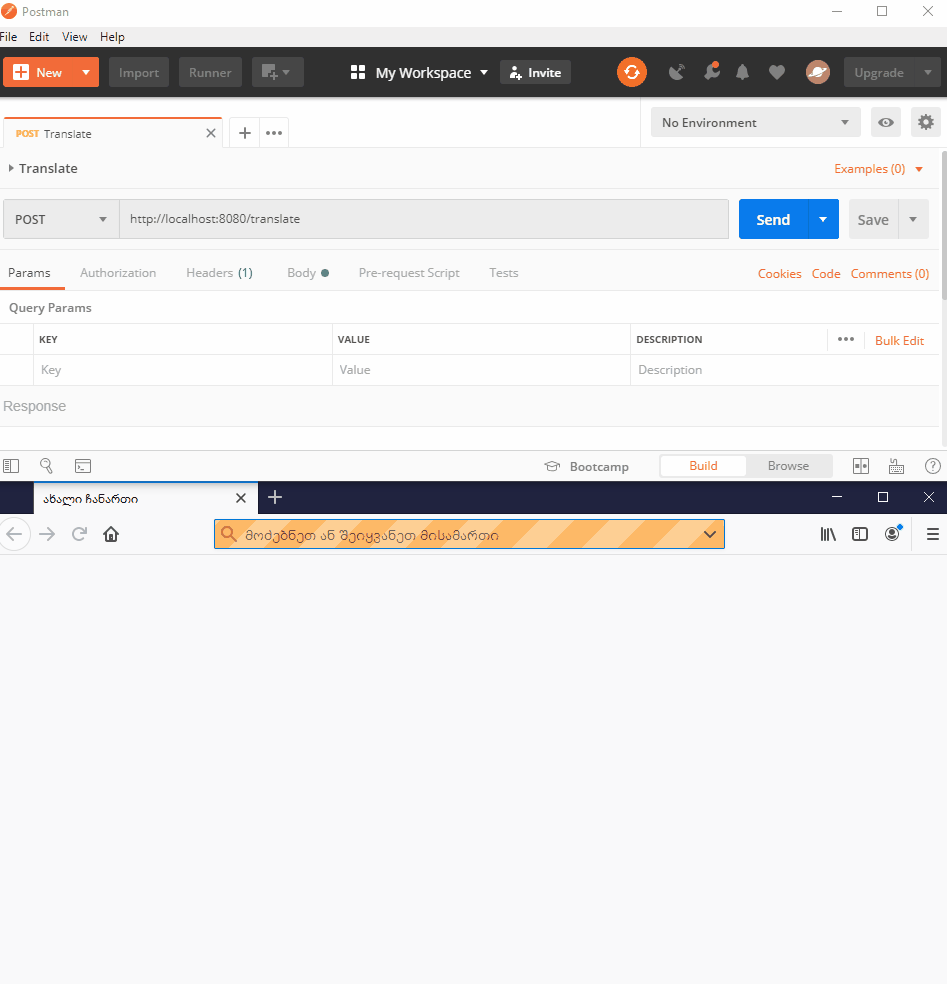 Postman
File Edit View Help
New Import Runner My Workspace Invite Upgrade
POST Translate No Environment
Translate Examples (0)
POST http://localhost:8080/translate Send Save
Params Authorization Headers (1) Body Pre-request Script Tests Cookies Code Comments (0)
Query Params
KEY VALUE DESCRIPTION Bulk Edit
Key Value Description
Response
Bootcamp Build Browse
ახალი ჩანართი
მოძებნეთ ან შეიყვანეთ მისამართი